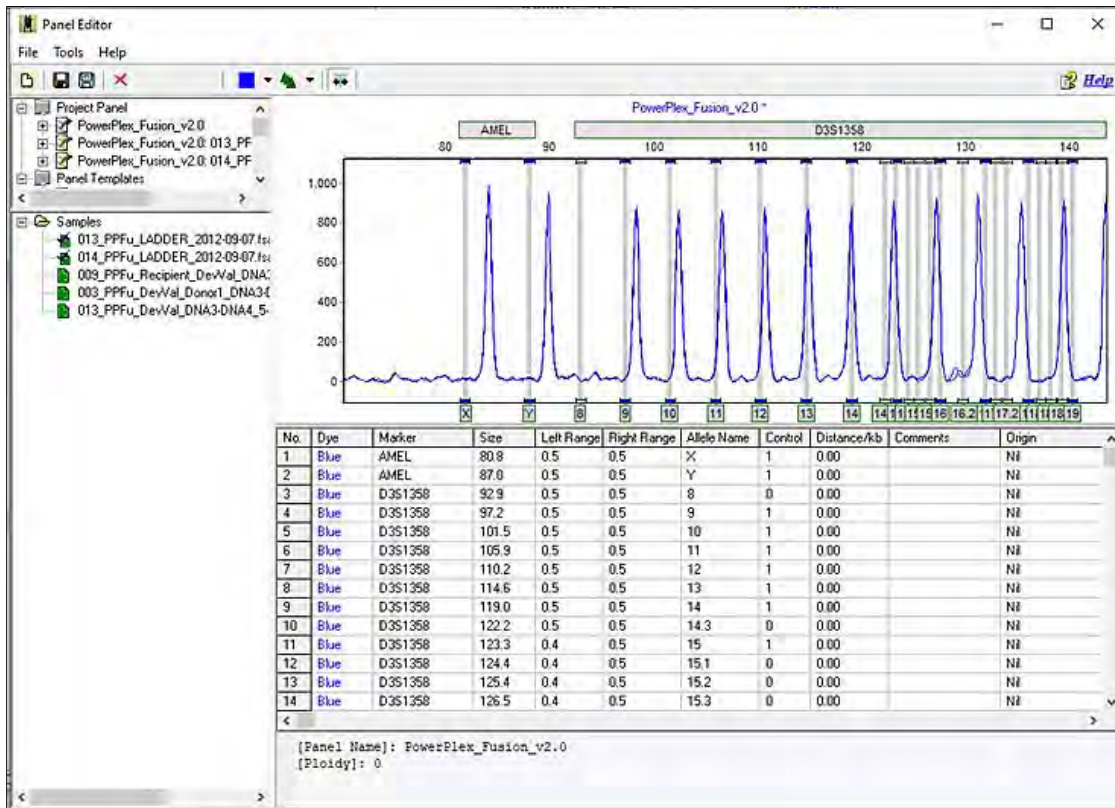 Panel Editor
File Tools Help
Help
Project Panel
PowerPlex_Fusion_v2.0
PowerPlex_Fusion_v2.0: 013_PF
PowerPlex_Fusion_v2.0: 014_PF
Panel Templates
Samples
013_PPFu_LADDER_2012-09-07.fsa
014_PPFu_LADDER_2012-09-07.fsa
009_PPFu_Recipient_DevVal_DNA
003_PPFu_DevVal_Donor1_DNA3-
013_PPFu_DevVal_DNA3-DNA4_5-
PowerPlex_Fusion_v2.0 *
AMEL D3S1358
80 90 100 110 120 130 140
1,000
800
600
400
200
0
X Y 8 9 10 11 12 13 14 14 16 16.2 17.2 18 19
No. Dye Marker Size Left Range Right Range Allele Name Control Distance/kb Comments Origin
1 Blue AMEL 80.8 0.5 0.5 X 1 0.00 Nil
2 Blue AMEL 87.0 0.5 0.5 Y 1 0.00 Nil
3 Blue D3S1358 92.9 0.5 0.5 8 0 0.00 Nil
4 Blue D3S1358 97.2 0.5 0.5 9 1 0.00 Nil
5 Blue D3S1358 101.5 0.5 0.5 10 1 0.00 Nil
6 Blue D3S1358 105.9 0.5 0.5 11 1 0.00 Nil
7 Blue D3S1358 110.2 0.5 0.5 12 1 0.00 Nil
8 Blue D3S1358 114.6 0.5 0.5 13 1 0.00 Nil
9 Blue D3S1358 119.0 0.5 0.5 14 1 0.00 Nil
10 Blue D3S1358 122.2 0.5 0.5 14.3 0 0.00 Nil
11 Blue D3S1358 123.3 0.4 0.5 15 1 0.00 Nil
12 Blue D3S1358 124.4 0.4 0.5 15.1 0 0.00 Nil
13 Blue D3S1358 125.4 0.4 0.5 15.2 0 0.00 Nil
14 Blue D3S1358 126.5 0.4 0.5 15.3 0 0.00 Nil
[Panel Name]: PowerPlex_Fusion_v2.0
[Ploidy]: 0